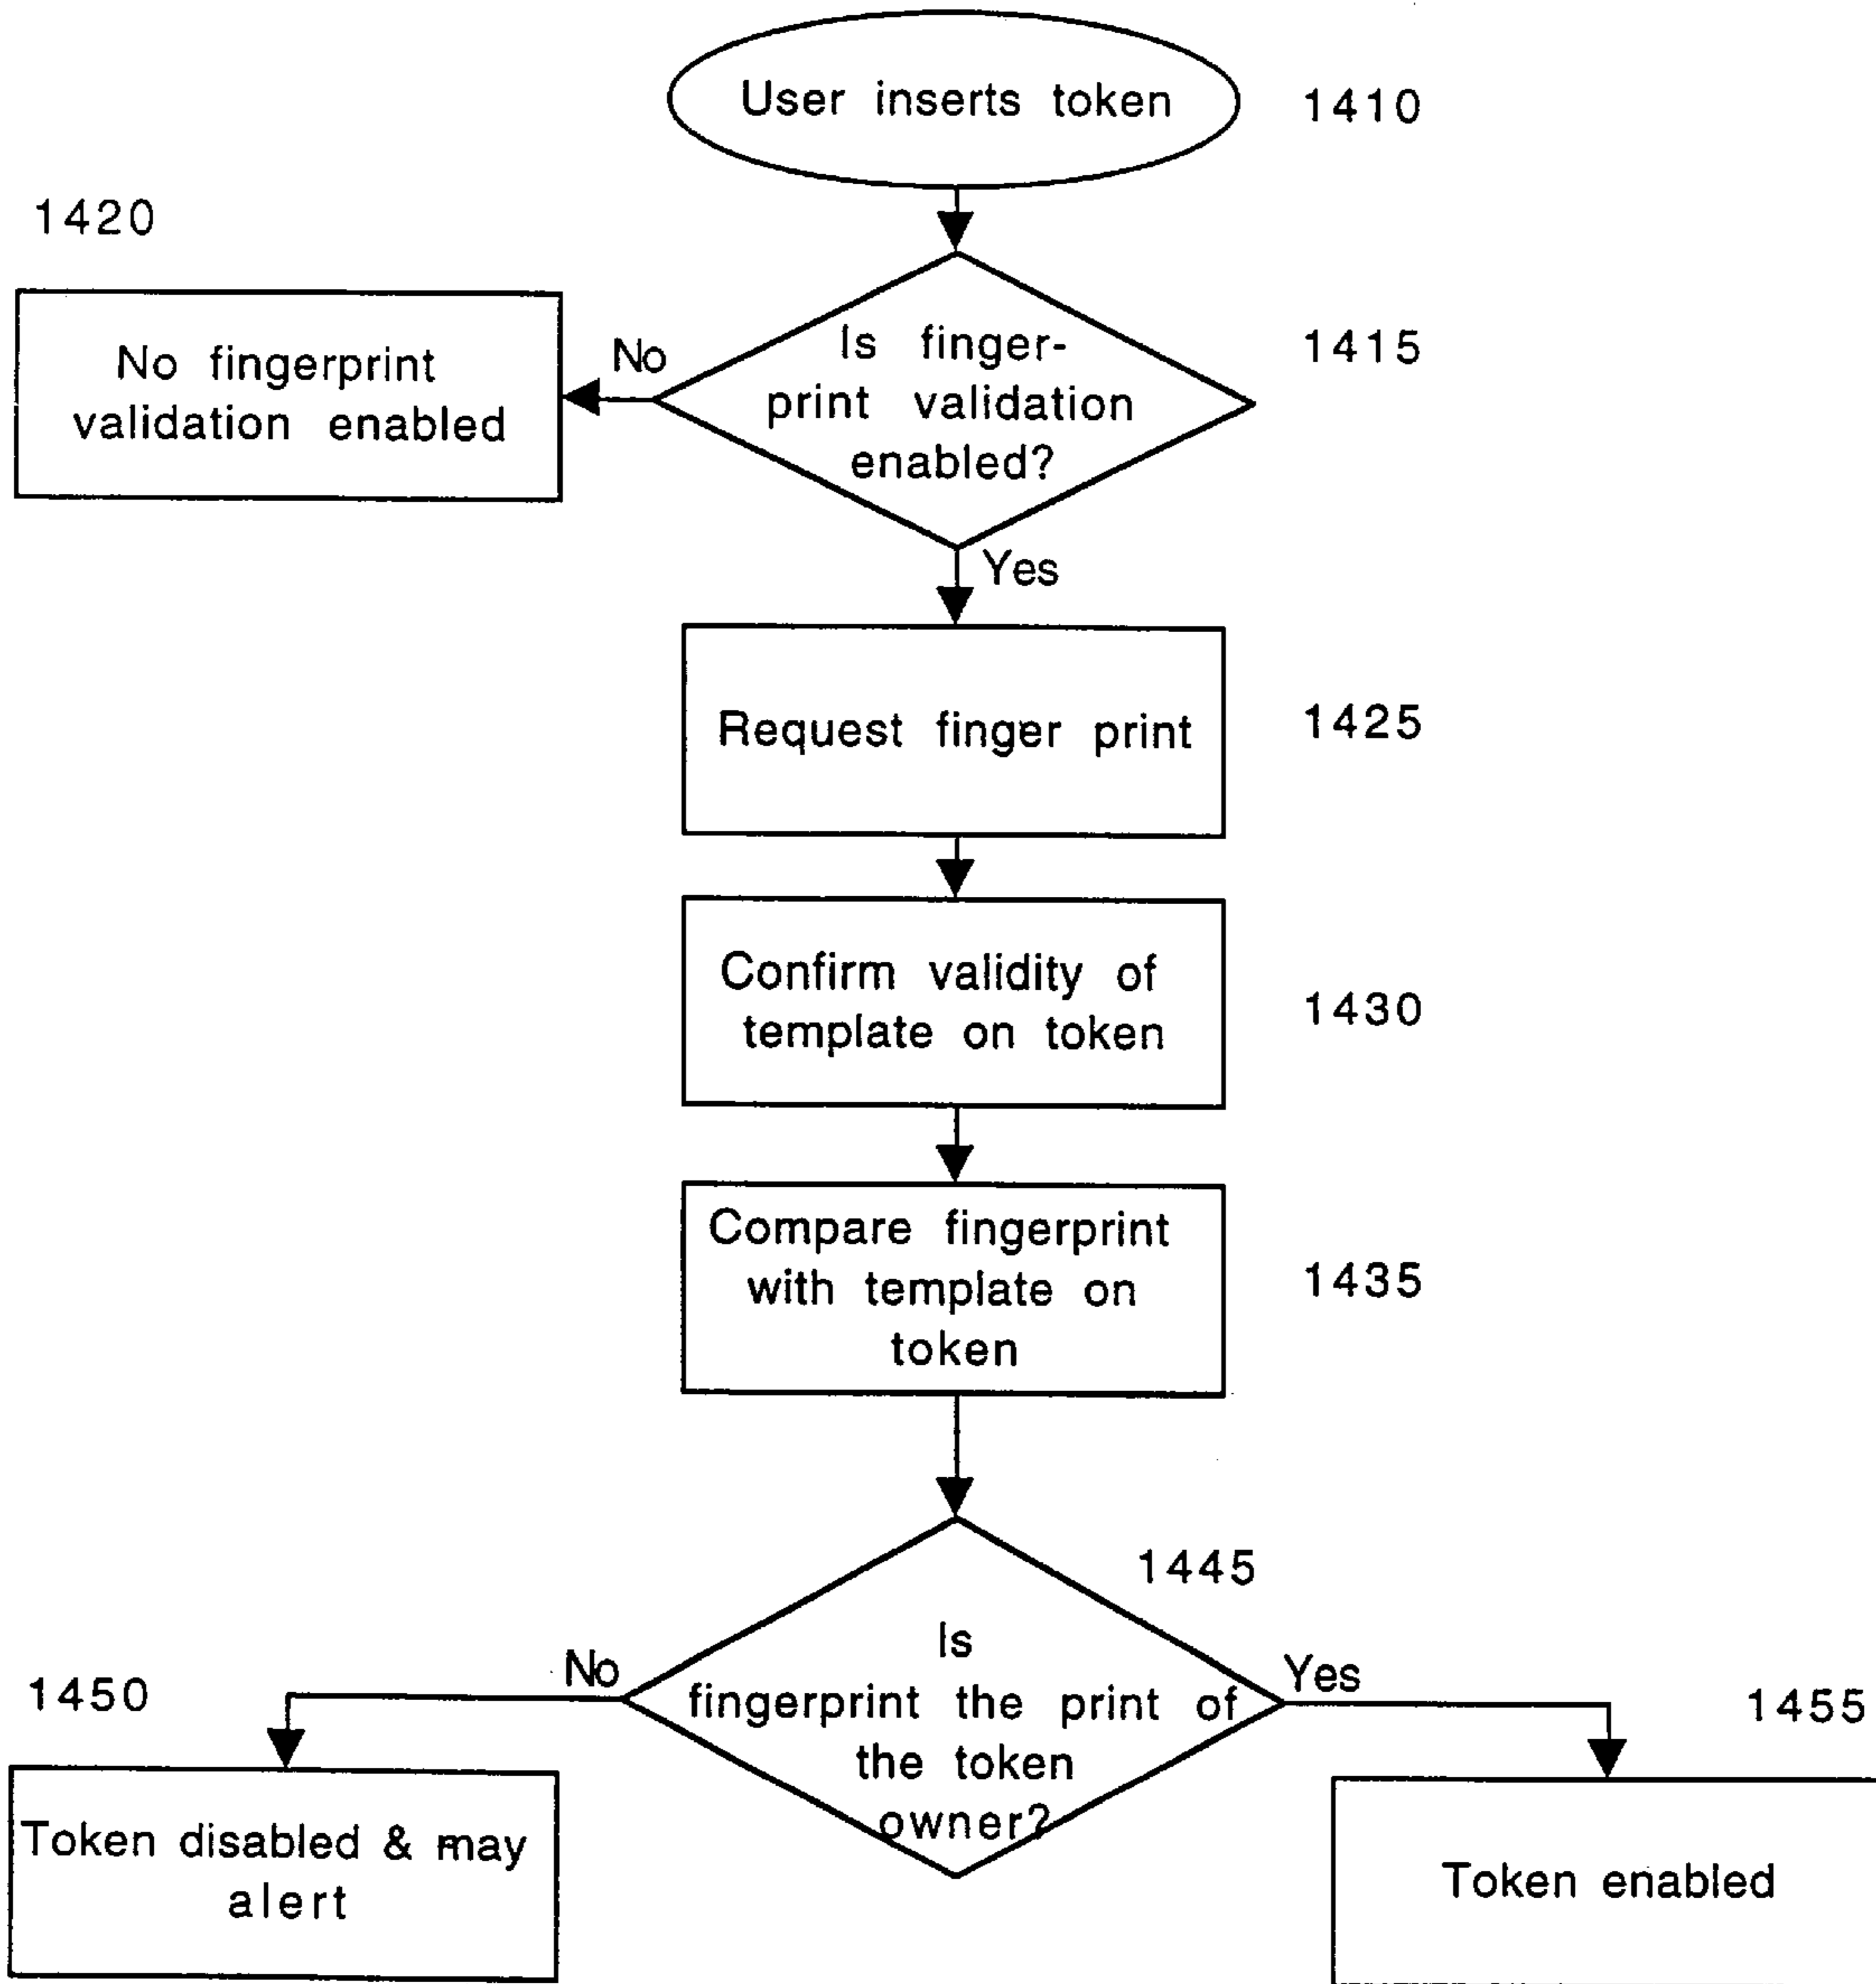 User inserts token
1410
1420
No fingerprint
validation enabled
No
Is finger-
print validation
enabled?
1415
Yes
Request finger print
1425
Confirm validity of
template on token
1430
Compare fingerprint
with template on
token
1435
1445
Is
fingerprint the print of
the token
owner?
No
Yes
1450
Token disabled & may
alert
1455
Token enabled